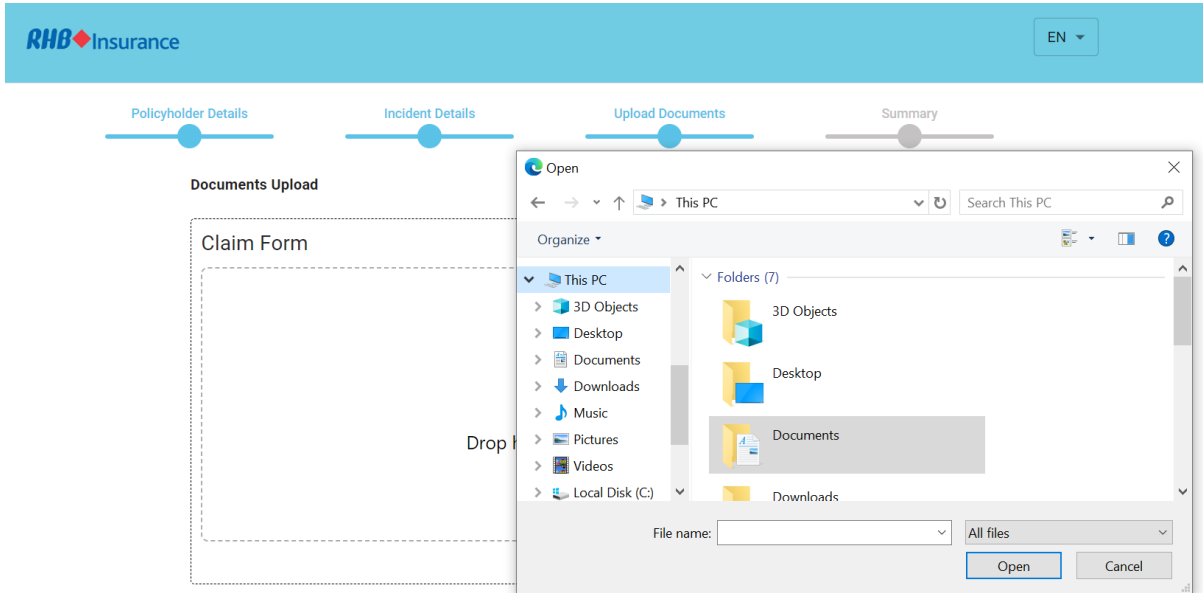 RHB Insurance
EN
Policyholder Details
Incident Details
Upload Documents
Summary
Documents Upload
Claim Form
Drop
Open
This PC
Search This PC
Organize
This PC
3D Objects
Desktop
Documents
Downloads
Music
Pictures
Videos
Local Disk (C:)
Folders (7)
3D Objects
Desktop
Documents
Downloads
File name:
All files
Open
Cancel